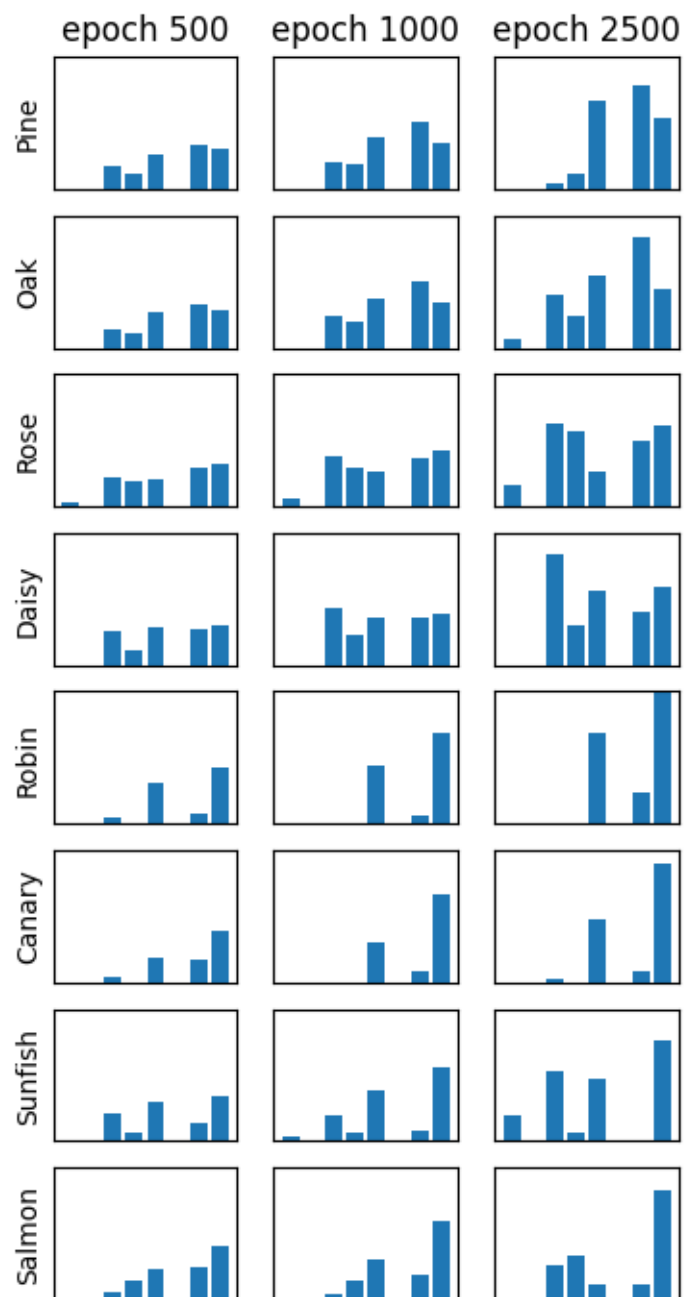 epoch 500 epoch 1000 epoch 2500
Pine
Oak
Rose
Daisy
Robin
Canary
Sunfish
Salmon